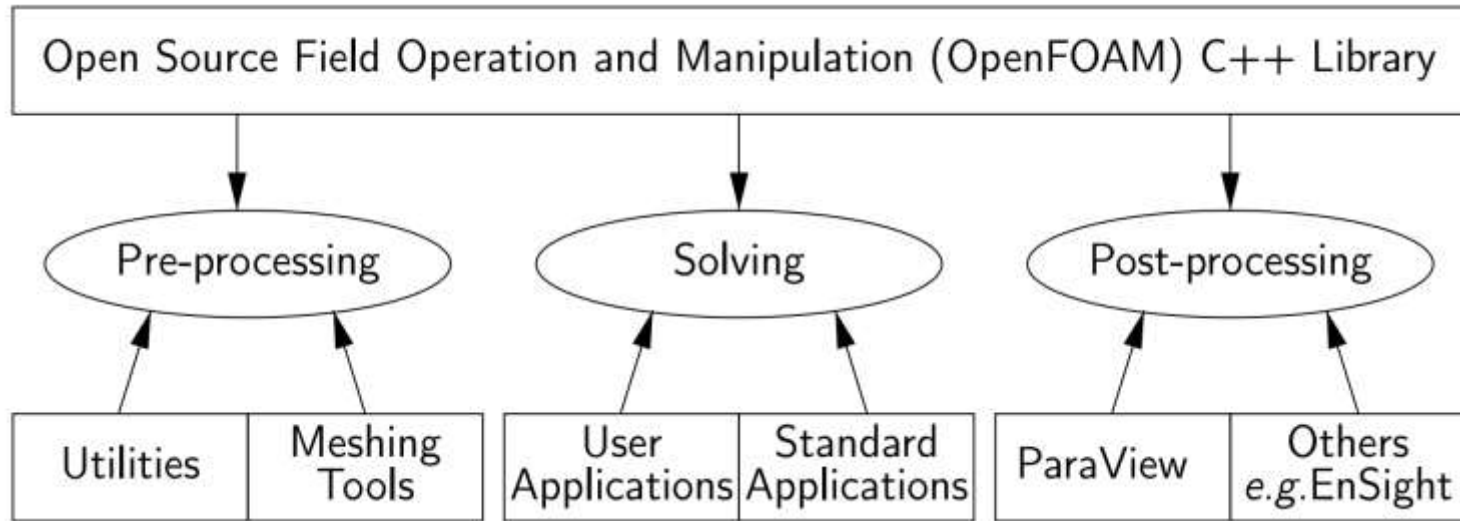 Open Source Field Operation and Manipulation (OpenFOAM) C++ Library
Pre-processing
Solving
Post-processing
Utilities
Meshing
Tools
User
Applications
Standard
Applications
ParaView
Others
e.g.EnSight